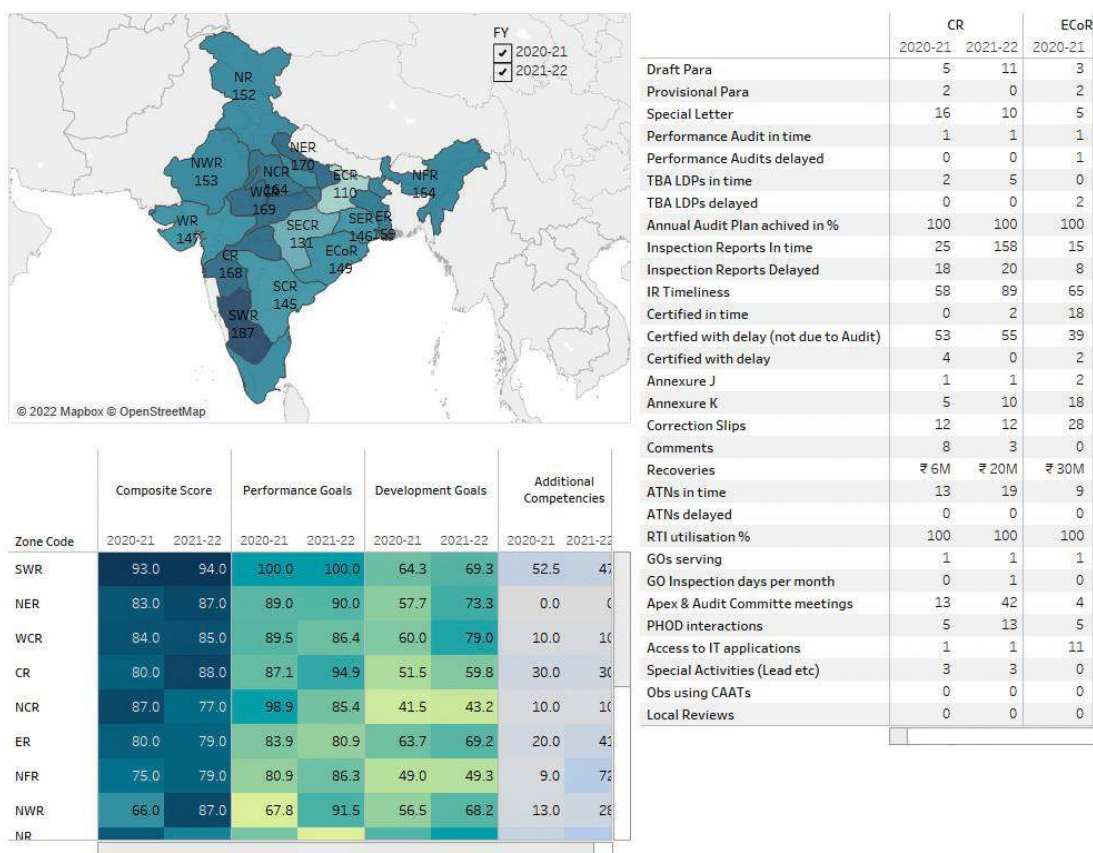 FY
2020-21
2021-22
NR
152
NER
170
NWR
153
NCR
164
ECR
110
NFR
154
169
WR
147
SECR
131
SER
146
ER
159
CR
168
ECoR
149
SCR
145
SWR
187
© 2022 Mapbox © OpenStreetMap
Composite Score Performance Goals Development Goals Additional Competencies
Zone Code 2020-21 2021-22 2020-21 2021-22 2020-21 2021-22 2020-21 2021-22
SWR 93.0 94.0 100.0 100.0 64.3 69.3 52.5 47
NER 83.0 87.0 89.0 90.0 57.7 73.3 0.0
WCR 84.0 85.0 89.5 86.4 60.0 79.0 10.0 10
CR 80.0 88.0 87.1 94.9 51.5 59.8 30.0 30
NCR 87.0 77.0 98.9 85.4 41.5 43.2 10.0 10
ER 80.0 79.0 83.9 80.9 63.7 69.2 20.0 41
NFR 75.0 79.0 80.9 86.3 49.0 49.3 9.0 72
NWR 66.0 87.0 67.8 91.5 56.5 68.2 13.0 28
NR
CR ECoR
2020-21 2021-22 2020-21
Draft Para 5 11 3
Provisional Para 2 0 2
Special Letter 16 10 5
Performance Audit in time 1 1 1
Performance Audits delayed 0 0 1
TBA LDPs in time 2 5 0
TBA LDPs delayed 0 0 2
Annual Audit Plan achived in % 100 100 100
Inspection Reports In time 25 158 15
Inspection Reports Delayed 18 20 8
IR Timeliness 58 89 65
Certified in time 0 2 18
Certfied with delay (not due to Audit) 53 55 39
Certified with delay 4 0 2
Annexure J 1 1 2
Annexure K 5 10 18
Correction Slips 12 12 28
Comments 8 3 0
Recoveries ₹ 6M ₹ 20M ₹ 30M
ATNs in time 13 19 9
ATNs delayed 0 0 0
RTI utilisation % 100 100 100
GOs serving 1 1 1
GO Inspection days per month 0 1 0
Apex & Audit Committe meetings 13 42 4
PHOD interactions 5 13 5
Access to IT applications 1 1 11
Special Activities (Lead etc) 3 3 0
Obs using CAATs 0 0 0
Local Reviews 0 0 0